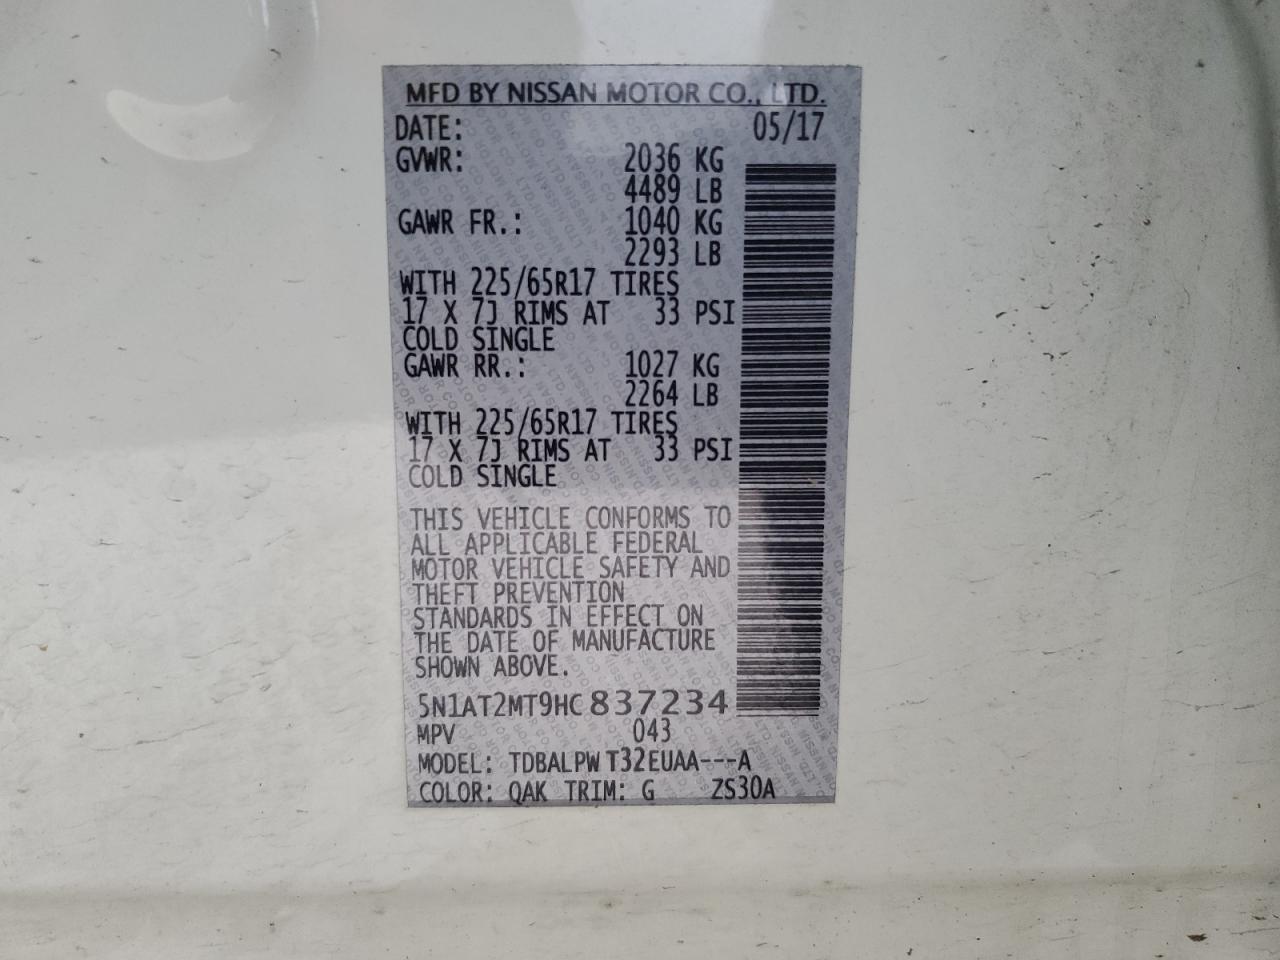 MFD BY NISSAN MOTOR CO., LTD.
DATE: 05/17
GVWR: 2036 KG
4489 LB
GAWR FR.: 1040 KG
2293 LB
WITH 225/65R17 TIRES
17 X 7J RIMS AT 33 PSI
COLD SINGLE
GAWR RR.: 1027 KG
2264 LB
WITH 225/65R17 TIRES
17 X 7J RIMS AT 33 PSI
COLD SINGLE
THIS VEHICLE CONFORMS TO
ALL APPLICABLE FEDERAL
MOTOR VEHICLE SAFETY AND
THEFT PREVENTION
STANDARDS IN EFFECT ON
THE DATE OF MANUFACTURE
SHOWN ABOVE.
5N1AT2MT9HC837234
MPV 043
MODEL: TDBALPW T32EUAA---A
COLOR: QAK TRIM: G ZS30A